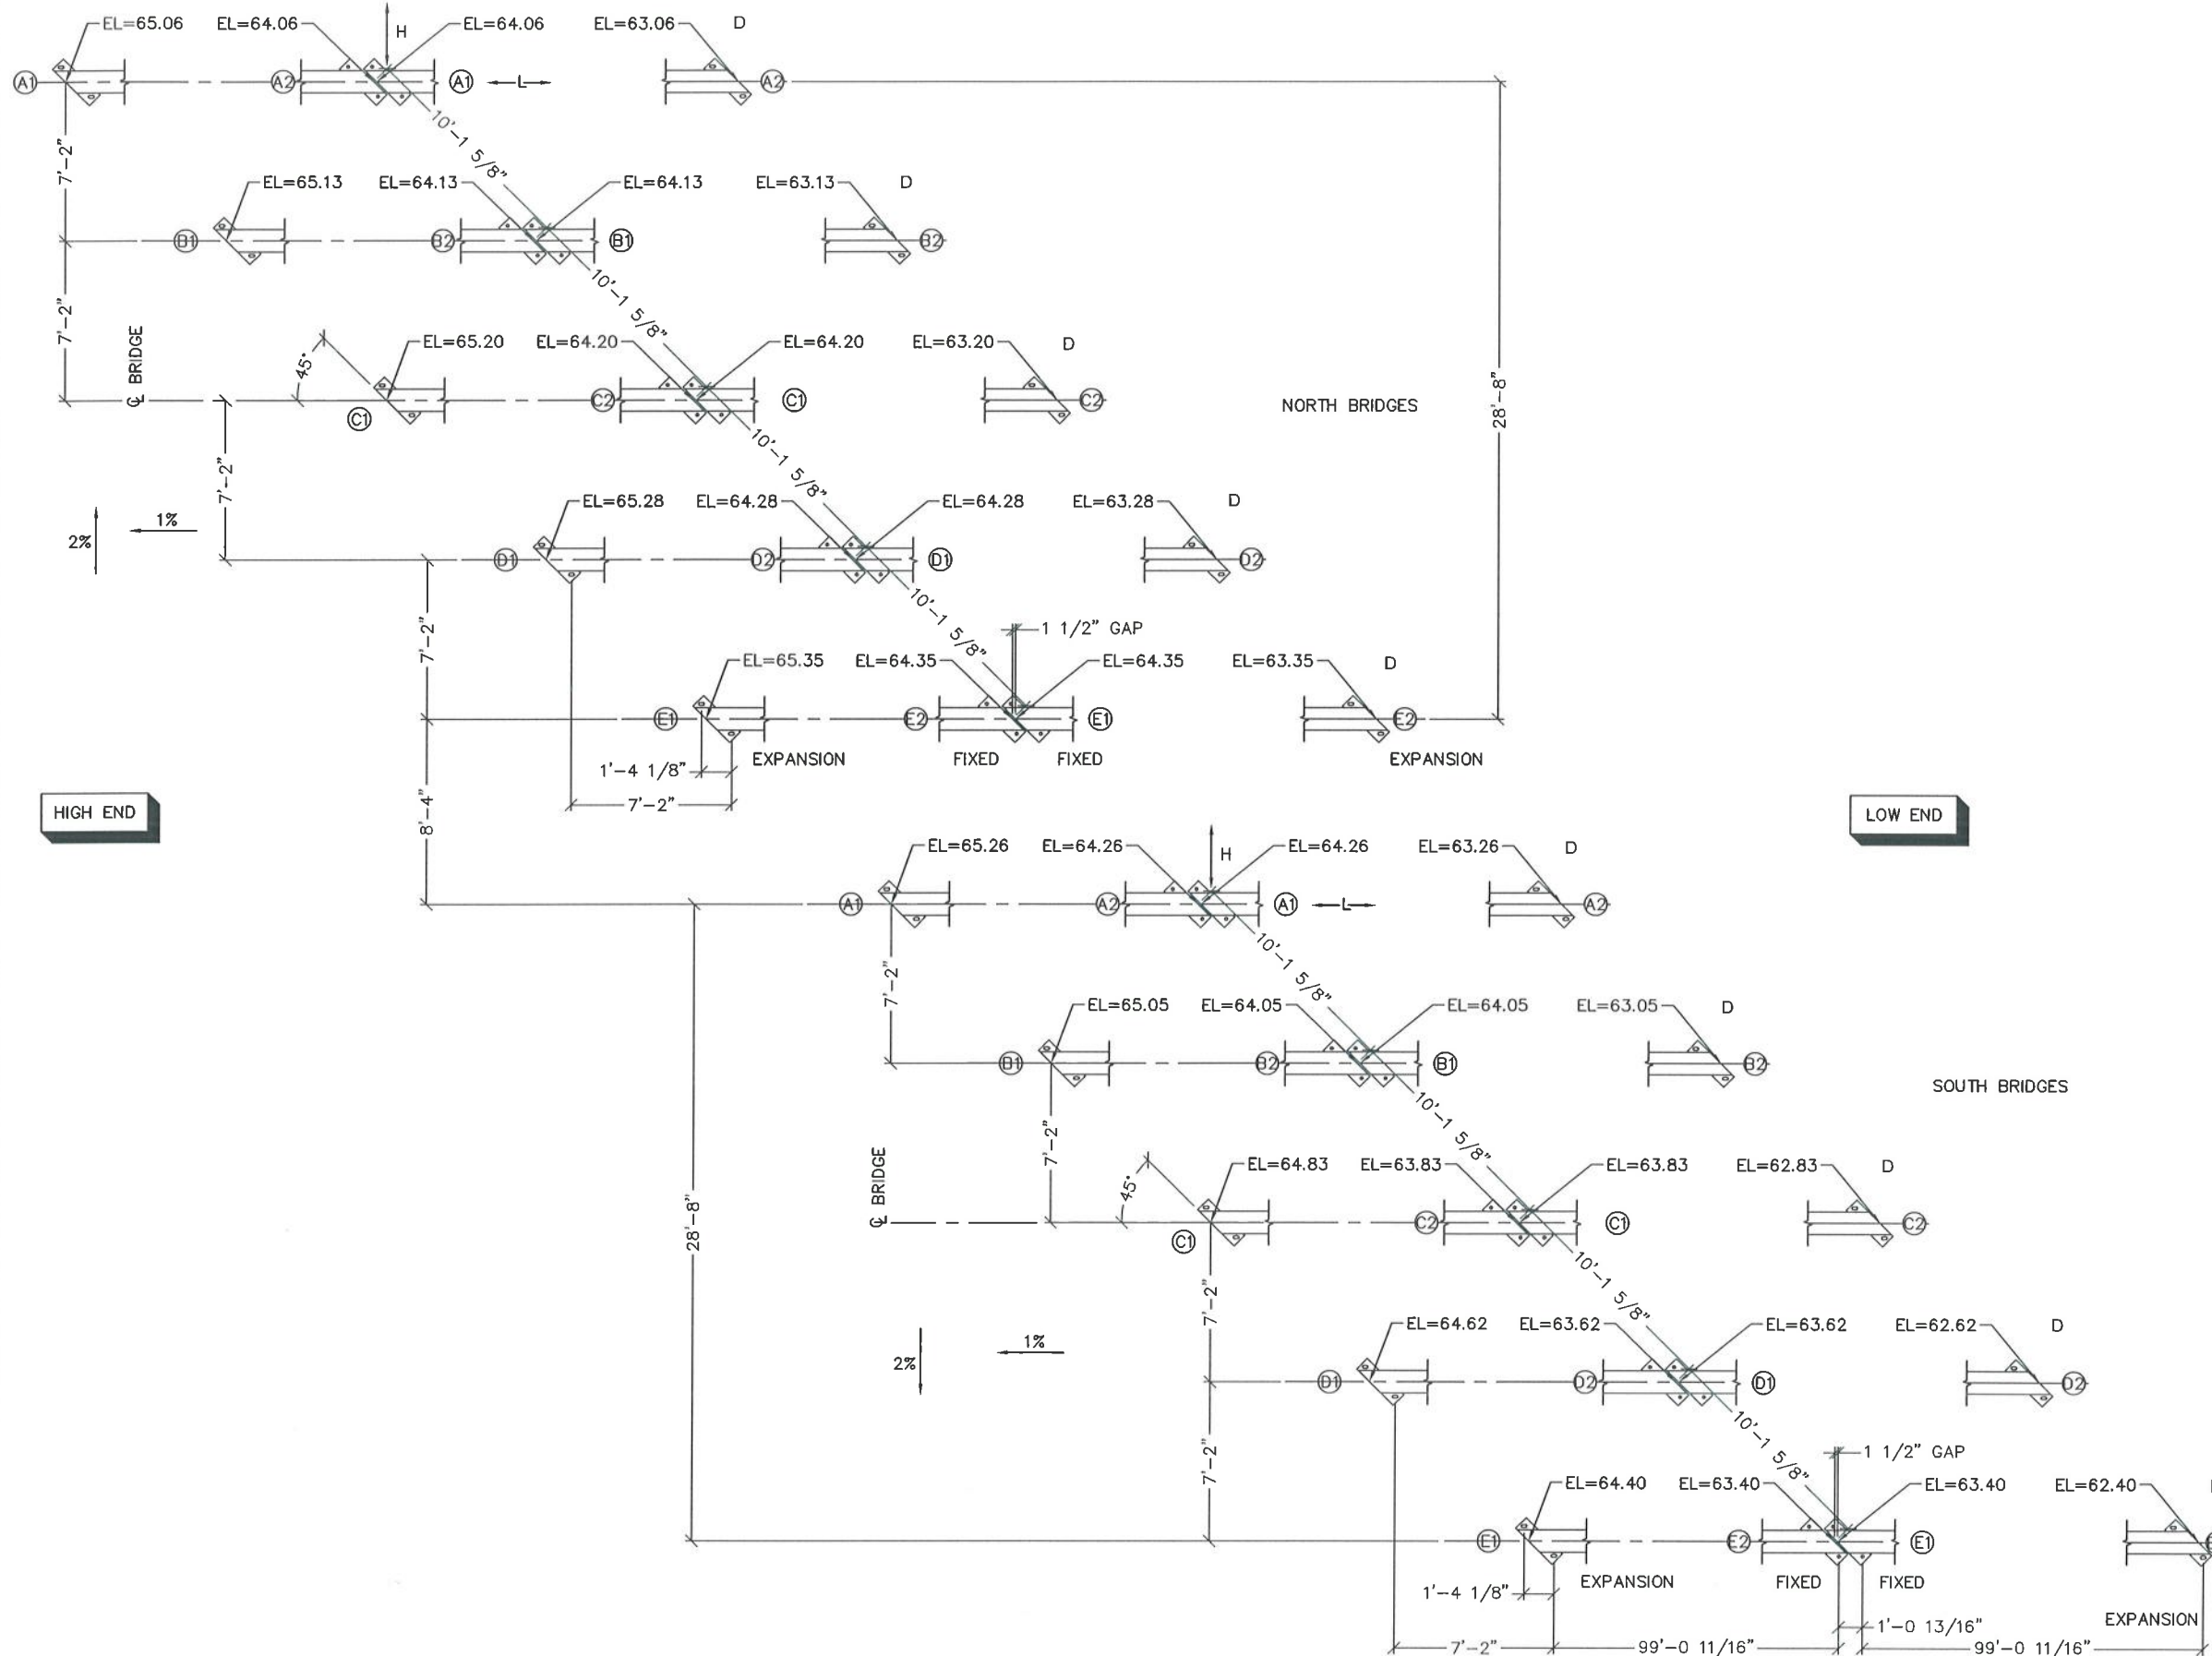 EL=65.06 EL=64.06 H EL=64.06 EL=63.06 D
A1 A2 A1 L A2
10'-1 5/8"
7'-2"
EL=65.13 EL=64.13 EL=64.13 EL=63.13 D
B1 B2 B1 B2
10'-1 5/8"
7'-2"
℄ BRIDGE
45°
EL=65.20 EL=64.20 EL=64.20 EL=63.20 D
C1 C2 C1 C2
NORTH BRIDGES
28'-8"
10'-1 5/8"
7'-2"
2% 1%
EL=65.28 EL=64.28 EL=64.28 EL=63.28 D
D1 D2 D1 D2
10'-1 5/8"
7'-2"
1 1/2" GAP
EL=65.35 EL=64.35 EL=64.35 EL=63.35 D
E1 E2 E1 E2
EXPANSION FIXED FIXED EXPANSION
1'-4 1/8"
7'-2"
8'-4"
HIGH END
LOW END
EL=65.26 EL=64.26 H EL=64.26 EL=63.26 D
A1 A2 A1 L A2
10'-1 5/8"
7'-2"
EL=65.05 EL=64.05 EL=64.05 EL=63.05 D
B1 B2 B1 B2
SOUTH BRIDGES
10'-1 5/8"
7'-2"
℄ BRIDGE
45°
EL=64.83 EL=63.83 EL=63.83 EL=62.83 D
C1 C2 C1 C2
28'-8"
10'-1 5/8"
7'-2"
2% 1%
EL=64.62 EL=63.62 EL=63.62 EL=62.62 D
D1 D2 D1 D2
10'-1 5/8"
7'-2"
1 1/2" GAP
EL=64.40 EL=63.40 EL=63.40 EL=62.40
E1 E2 E1
EXPANSION FIXED FIXED
1'-4 1/8"
EXPANSION
1'-0 13/16"
7'-2" 99'-0 11/16" 99'-0 11/16"